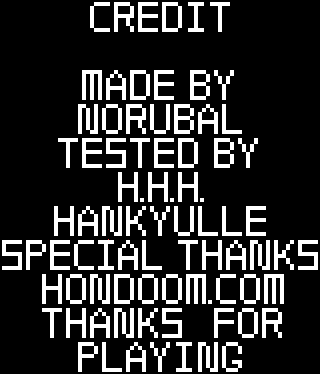 CREDIT
MADE BY
NORUBAL
TESTED BY
H.H.H.
HANKYULLE
SPECIAL THANKS
HONDOOM.COM
THANKS FOR
PLAYING